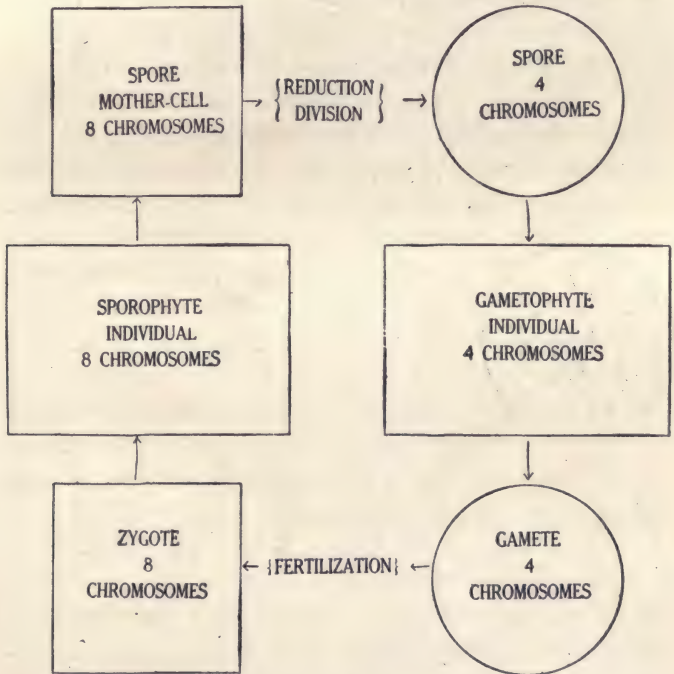 SPORE
MOTHER-CELL
8 CHROMOSOMES
REDUCTION
DIVISION
SPORE
4
CHROMOSOMES
SPOROPHYTE
INDIVIDUAL
8 CHROMOSOMES
GAMETOPHYTE
INDIVIDUAL
4 CHROMOSOMES
ZYGOTE
8
CHROMOSOMES
{FERTILIZATION}
GAMETE
4
CHROMOSOMES